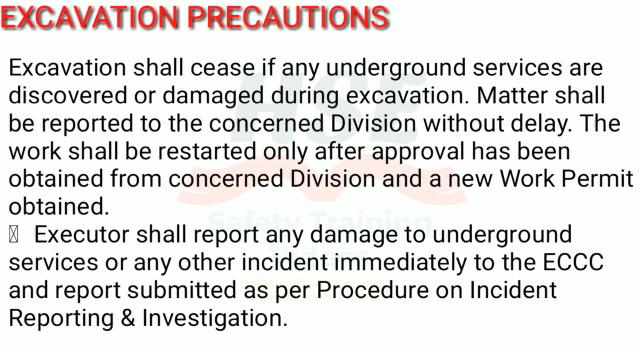 EXCAVATION PRECAUTIONS
Excavation shall cease if any underground services are
discovered or damaged during excavation. Matter shall
be reported to the concerned Division without delay. The
work shall be restarted only after approval has been
obtained from concerned Division and a new Work Permit
obtained.
Executor shall report any damage to underground
services or any other incident immediately to the ECCC
and report submitted as per Procedure on Incident
Reporting & Investigation.
HSE
Safety Training